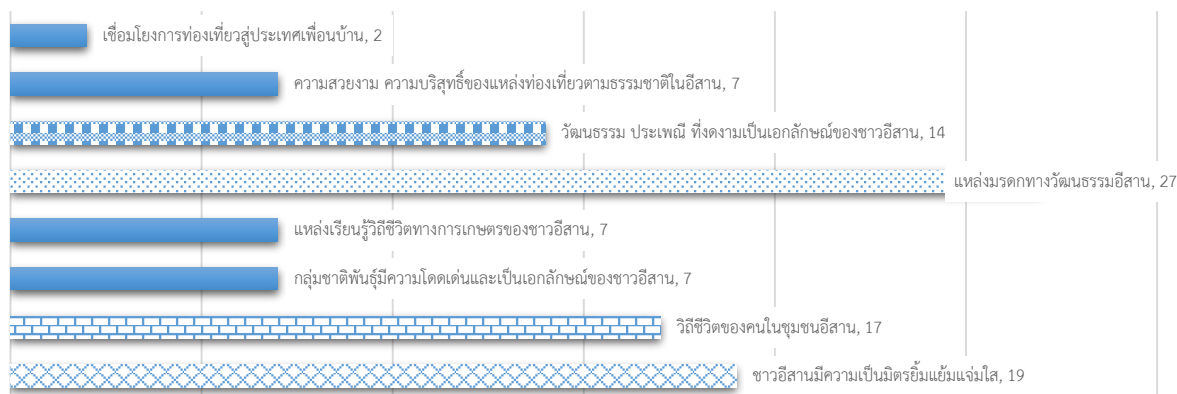 เชื่อมโยงการท่องเที่ยวสู่ประเทศเพื่อนบ้าน, 2
ความสวยงาม ความบริสุทธิ์ของแหล่งท่องเที่ยวตามธรรมชาติในอีสาน, 7
วัฒนธรรม ประเพณี ที่งดงามเป็นเอกลักษณ์ของชาวอีสาน, 14
แหล่งมรดกทางวัฒนธรรมอีสาน, 27
แหล่งเรียนรู้วิถีชีวิตทางการเกษตรของชาวอีสาน, 7
กลุ่มชาติพันธุ์มีความโดดเด่นและเป็นเอกลักษณ์ของชาวอีสาน, 7
วิถีชีวิตของคนในชุมชนอีสาน, 17
ชาวอีสานมีความเป็นมิตรยิ้มแย้มแจ่มใส, 19